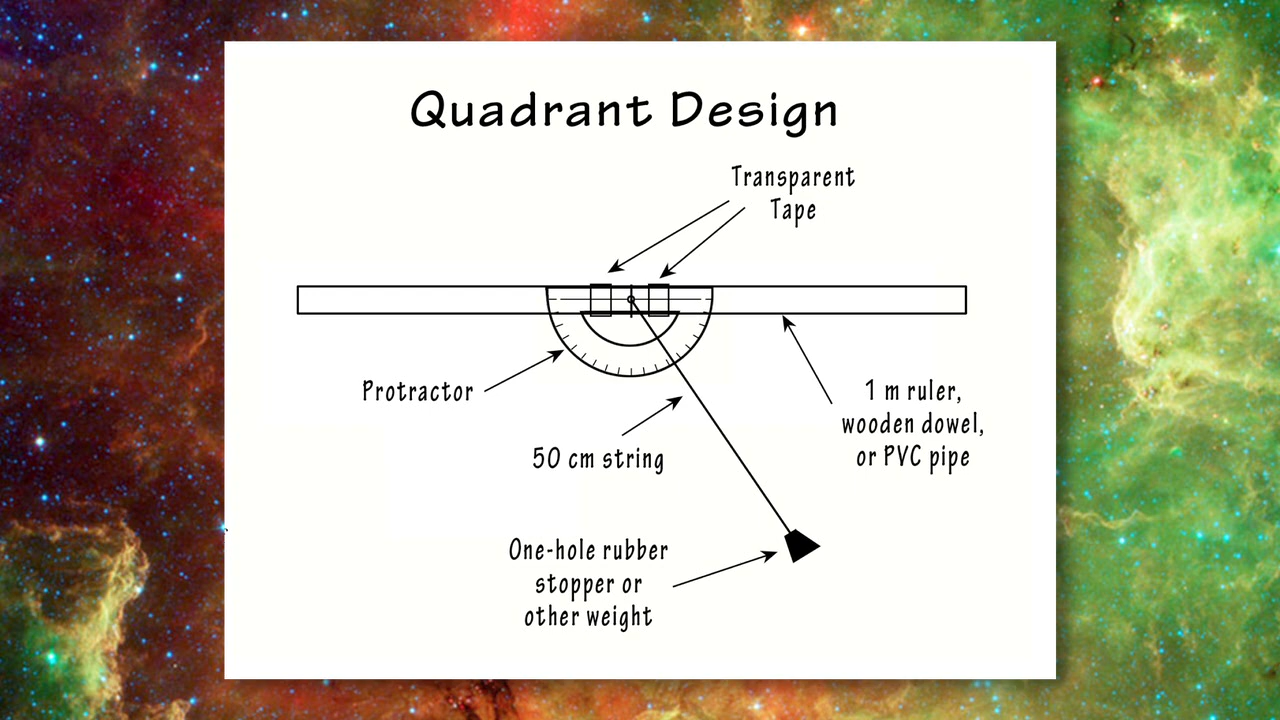 Quadrant Design
Transparent
Tape
Protractor
1 m ruler,
wooden dowel,
or PVC pipe
50 cm string
One-hole rubber
stopper or
other weight